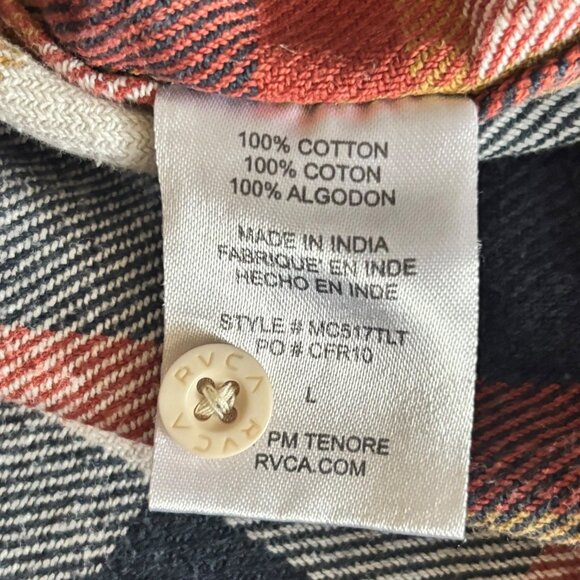 100% COTTON
100% COTON
100% ALGODON
MADE IN INDIA
FABRIQUE' EN INDE
HECHO EN INDE
STYLE # MC517TLT
PO # CFR10
RVCA
RVCA
L
PM TENORE
RVCA.COM